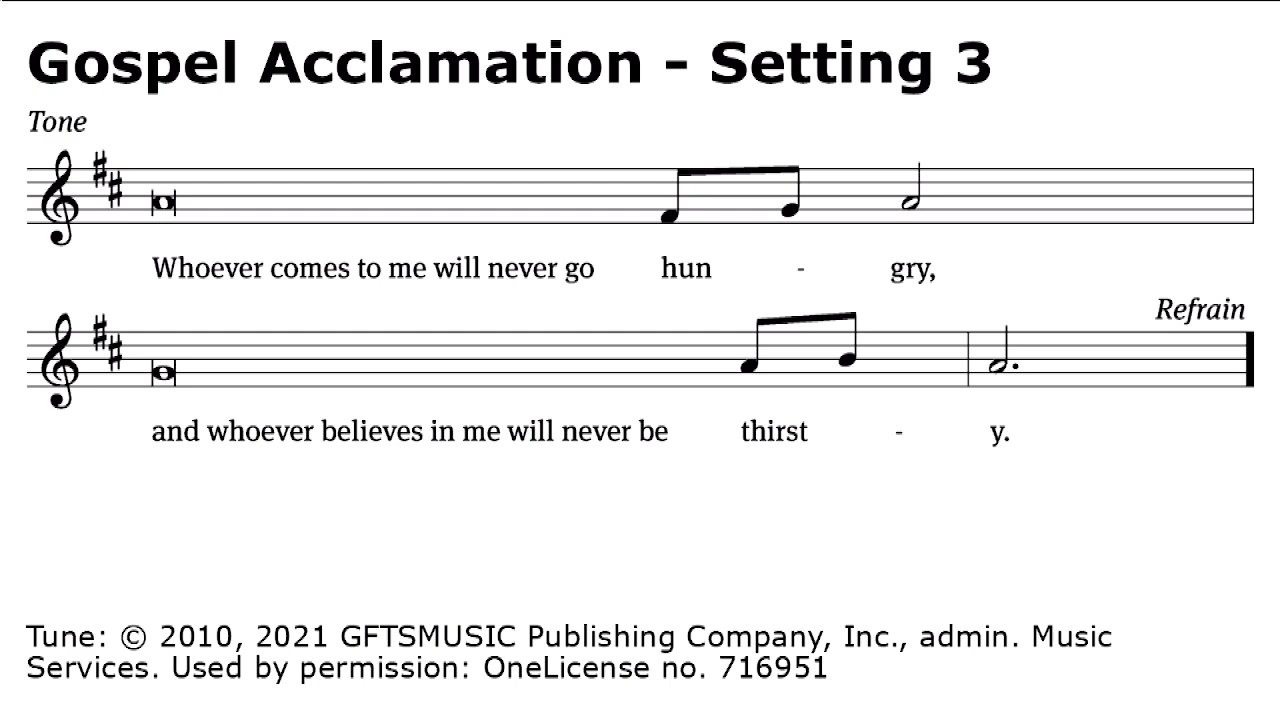 Gospel Acclamation - Setting 3
Tone
Whoever comes to me will never go hun - gry,
Refrain
and whoever believes in me will never be thirst - y.
Tune: © 2010, 2021 GFTSMUSIC Publishing Company, Inc., admin. Music
Services. Used by permission: OneLicense no. 716951